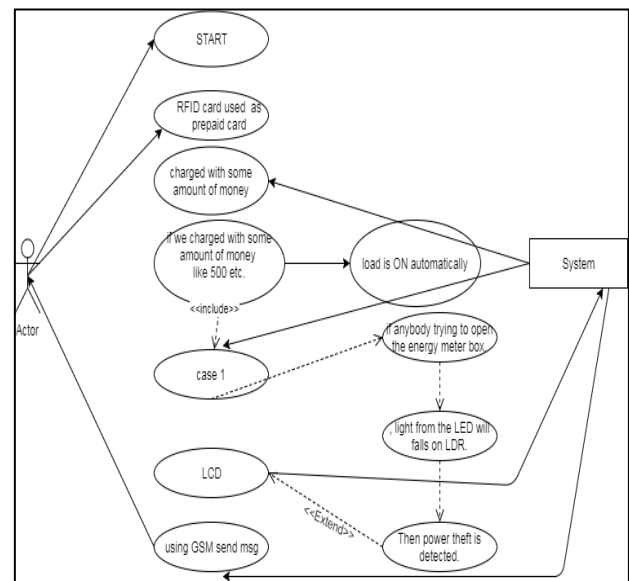 START
RFID card used as
prepaid card
charged with some
amount of money
if we charged with some
amount of money
like 500 etc.
load is ON automatically
System
<<include>>
Actor
if anybody trying to open
the energy meter box,
case 1
, light from the LED will
falls on LDR.
LCD
<<Extend>>
using GSM send msg
Then power theft is
detected.